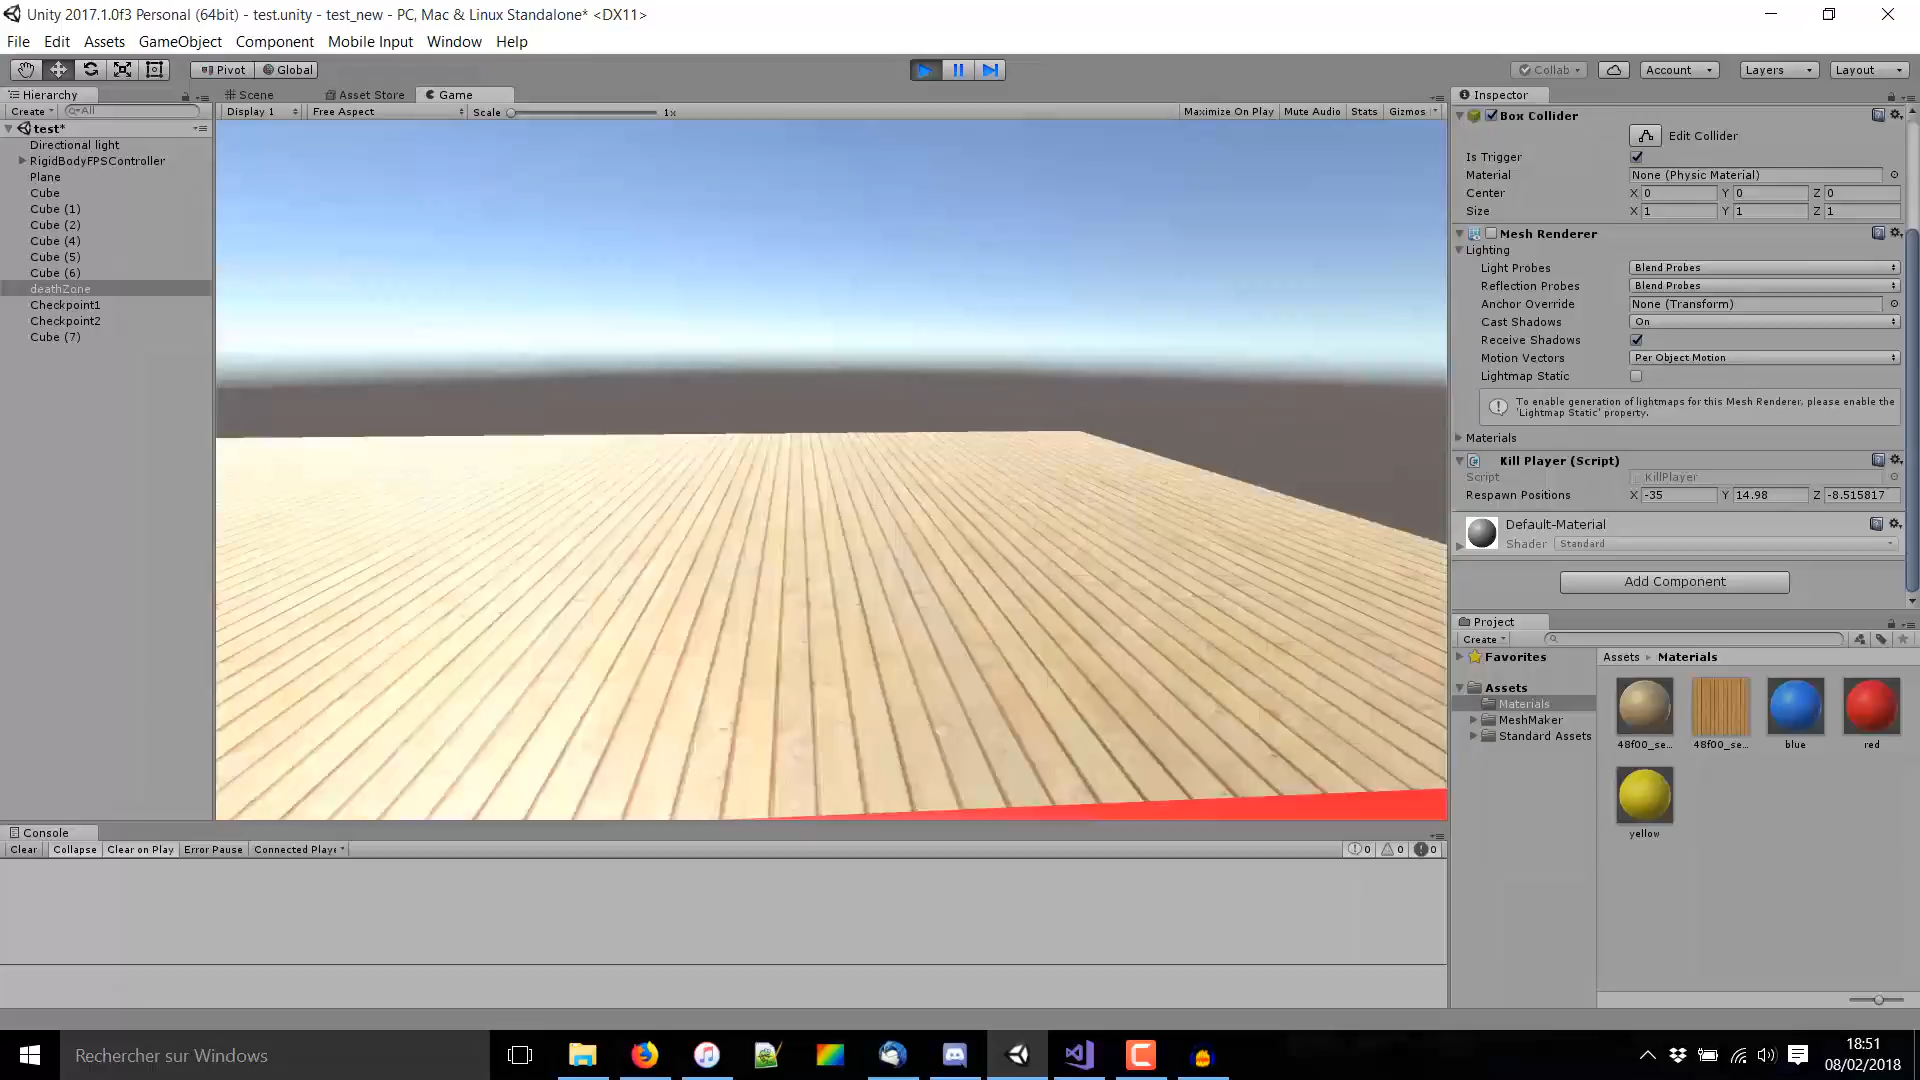 Unity 2017.1.0f3 Personal (64bit) - test.unity - test_new - PC, Mac & Linux Standalone* <DX11>
File Edit Assets GameObject Component Mobile Input Window Help
Pivot Global Collab Account Layers Layout
Hierarchy
Create All
test*
Directional light
RigidBodyFPSController
Plane
Cube
Cube (1)
Cube (2)
Cube (4)
Cube (5)
Cube (6)
deathZone
Checkpoint1
Checkpoint2
Cube (7)
Scene Asset Store Game
Display 1 Free Aspect Scale 1x Maximize On Play Mute Audio Stats Gizmos
Inspector
Box Collider
Edit Collider
Is Trigger
Material None (Physic Material)
Center X 0 Y 0 Z 0
Size X 1 Y 1 Z 1
Mesh Renderer
Lighting
Light Probes Blend Probes
Reflection Probes Blend Probes
Anchor Override None (Transform)
Cast Shadows On
Receive Shadows
Motion Vectors Per Object Motion
Lightmap Static
To enable generation of lightmaps for this Mesh Renderer, please enable the
'Lightmap Static' property.
Materials
Kill Player (Script)
Script KillPlayer
Respawn Positions X -35 Y 14.98 Z -8.515817
Default-Material
Shader Standard
Add Component
Project
Create
Favorites
Assets
Materials
MeshMaker
Standard Assets
Assets Materials
48f00_se... 48f00_se... blue red
yellow
Console
Clear Collapse Clear on Play Error Pause Connected Playe 0 0 0
Rechercher sur Windows
18:51
08/02/2018